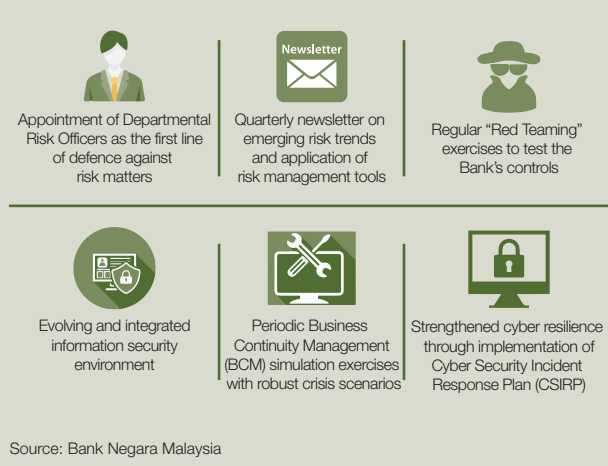 Appointment of Departmental
Risk Officers as the first line
of defence against
risk matters
Newsletter
Quarterly newsletter on
emerging risk trends
and application of
risk management tools
Regular “Red Teaming”
exercises to test the
Bank’s controls
Evolving and integrated
information security
environment
Periodic Business
Continuity Management
(BCM) simulation exercises
with robust crisis scenarios
Strengthened cyber resilience
through implementation of
Cyber Security Incident
Response Plan (CSIRP)
Source: Bank Negara Malaysia